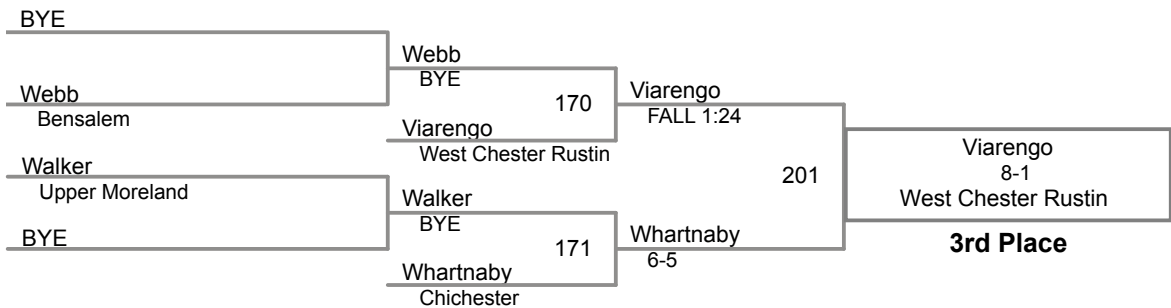 BYE
Webb
Bensalem
Walker
Upper Moreland
BYE
Webb
BYE
170
Viarengo
West Chester Rustin
Walker
BYE
171
Whartnaby
Chichester
Viarengo
FALL 1:24
201
Whartnaby
6-5
Viarengo
8-1
West Chester Rustin
3rd Place